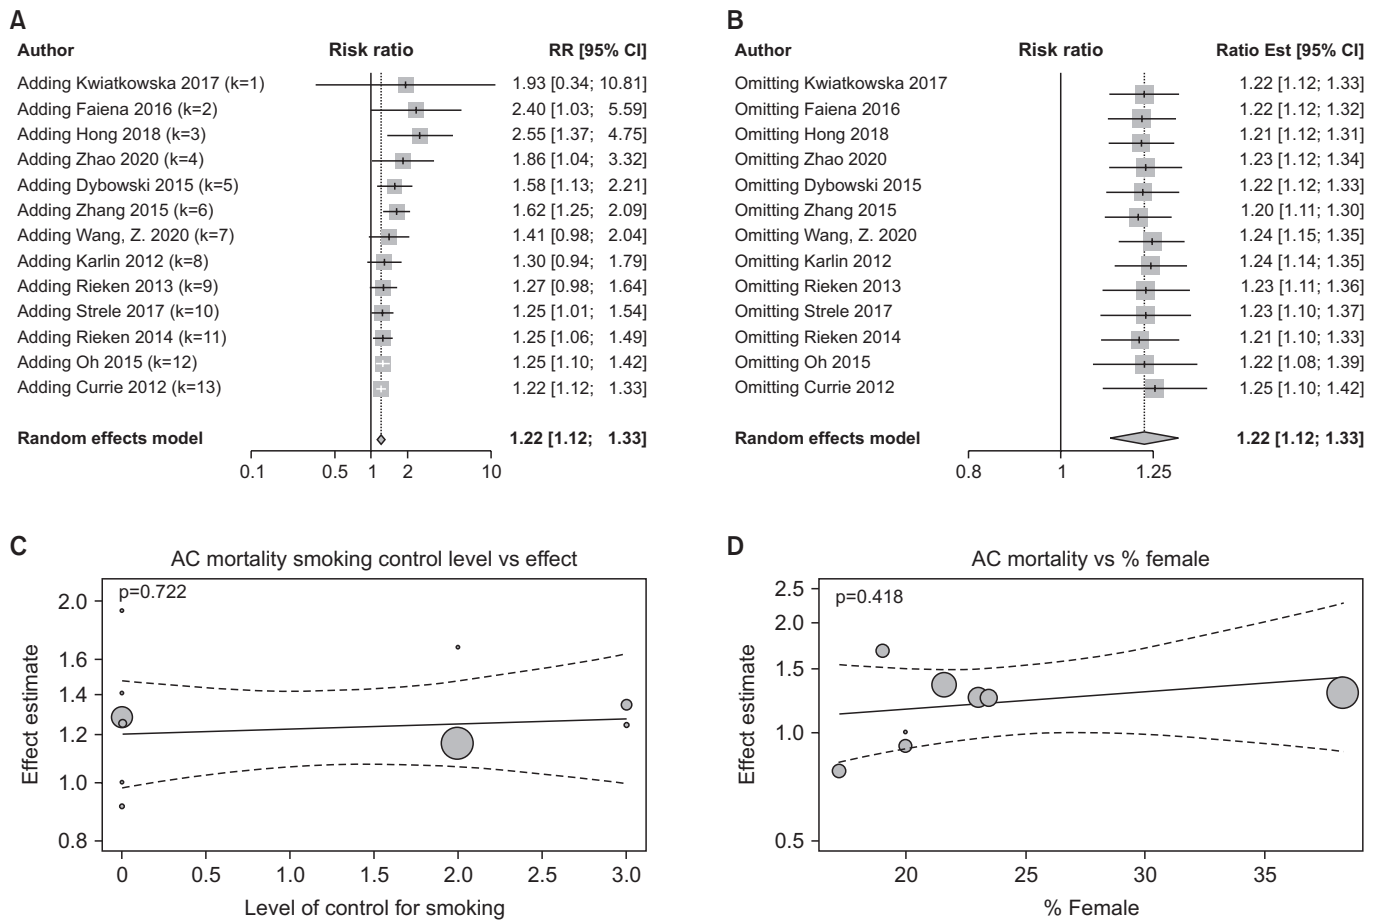 A
Author Risk ratio RR [95% CI]
Adding Kwiatkowska 2017 (k=1) 1.93 [0.34; 10.81]
Adding Faiena 2016 (k=2) 2.40 [1.03; 5.59]
Adding Hong 2018 (k=3) 2.55 [1.37; 4.75]
Adding Zhao 2020 (k=4) 1.86 [1.04; 3.32]
Adding Dybowski 2015 (k=5) 1.58 [1.13; 2.21]
Adding Zhang 2015 (k=6) 1.62 [1.25; 2.09]
Adding Wang, Z. 2020 (k=7) 1.41 [0.98; 2.04]
Adding Karlin 2012 (k=8) 1.30 [0.94; 1.79]
Adding Rieken 2013 (k=9) 1.27 [0.98; 1.64]
Adding Strele 2017 (k=10) 1.25 [1.01; 1.54]
Adding Rieken 2014 (k=11) 1.25 [1.06; 1.49]
Adding Oh 2015 (k=12) 1.25 [1.10; 1.42]
Adding Currie 2012 (k=13) 1.22 [1.12; 1.33]
Random effects model 1.22 [1.12; 1.33]
0.1 0.5 1 2 10
B
Author Risk ratio Ratio Est [95% CI]
Omitting Kwiatkowska 2017 1.22 [1.12; 1.33]
Omitting Faiena 2016 1.22 [1.12; 1.32]
Omitting Hong 2018 1.21 [1.12; 1.31]
Omitting Zhao 2020 1.23 [1.12; 1.34]
Omitting Dybowski 2015 1.22 [1.12; 1.33]
Omitting Zhang 2015 1.20 [1.11; 1.30]
Omitting Wang, Z. 2020 1.24 [1.15; 1.35]
Omitting Karlin 2012 1.24 [1.14; 1.35]
Omitting Rieken 2013 1.23 [1.11; 1.36]
Omitting Strele 2017 1.23 [1.10; 1.37]
Omitting Rieken 2014 1.21 [1.10; 1.33]
Omitting Oh 2015 1.22 [1.08; 1.39]
Omitting Currie 2012 1.25 [1.10; 1.42]
Random effects model 1.22 [1.12; 1.33]
0.8 1 1.25
C
AC mortality smoking control level vs effect
p=0.722
Effect estimate
2.0
1.6
1.4
1.2
1.0
0.8
0 0.5 1.0 1.5 2.0 2.5 3.0
Level of control for smoking
D
AC mortality vs % female
p=0.418
Effect estimate
2.5
2.0
1.5
1.0
0.5
20 25 30 35
% Female